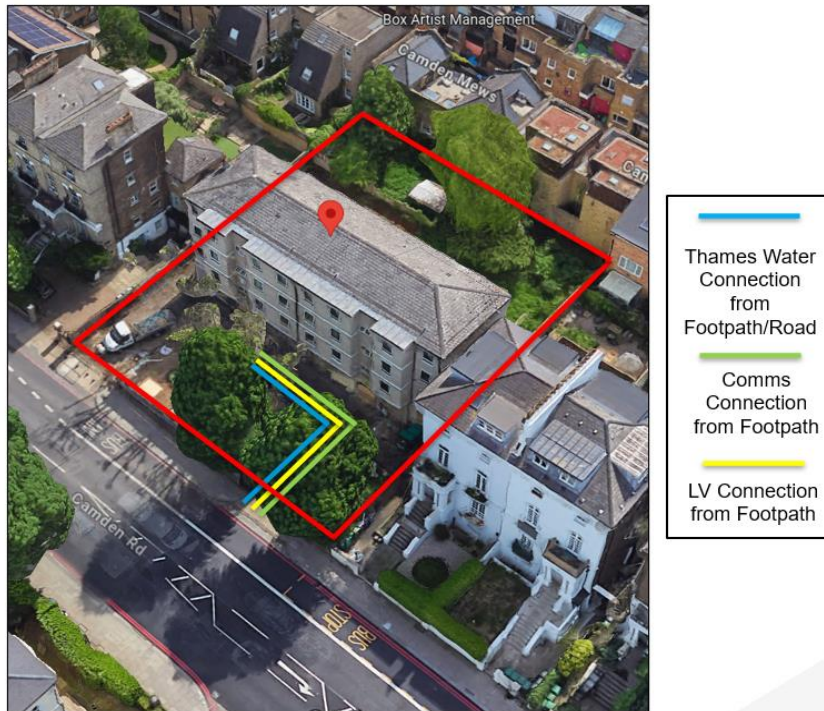 Box Artist Management
Camden Mews
Camden Rd
BUS
STOP
Thames Water
Connection
from
Footpath/Road
Comms
Connection
from Footpath
LV Connection
from Footpath